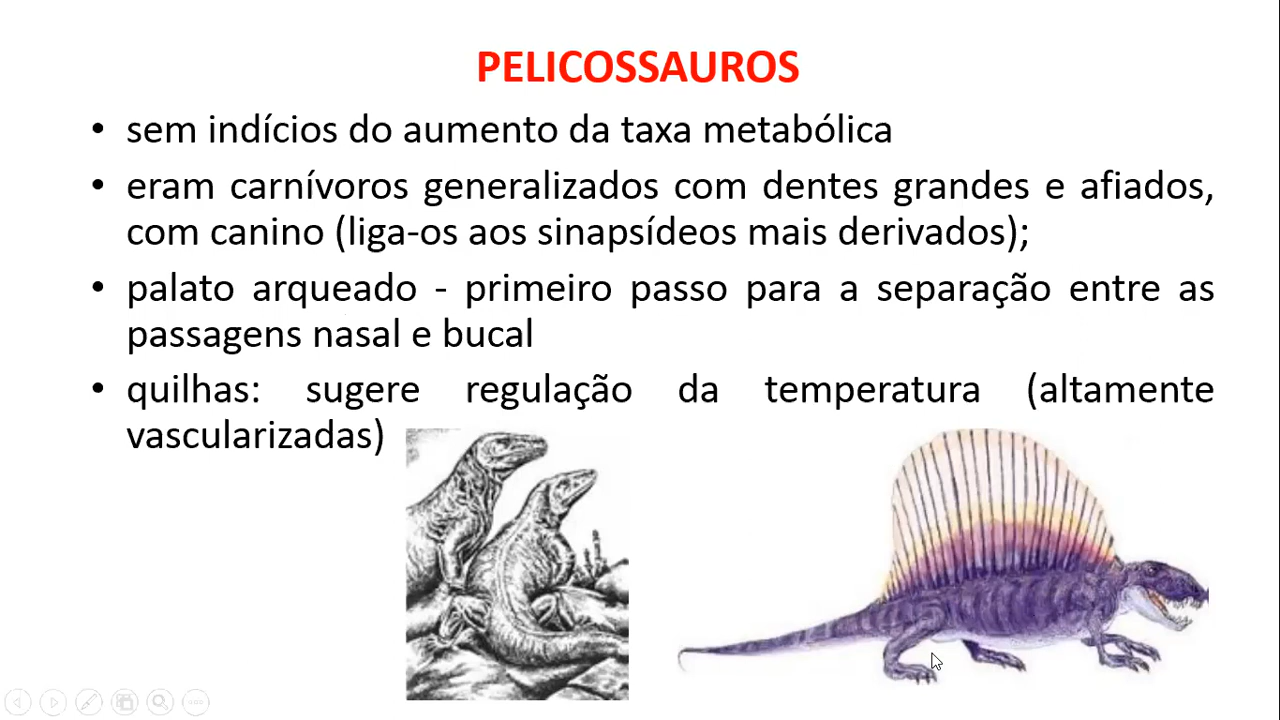 PELICOSSAUROS
• sem indícios do aumento da taxa metabólica
• eram carnívoros generalizados com dentes grandes e afiados,
com canino (liga-os aos sinapsídeos mais derivados);
• palato arqueado - primeiro passo para a separação entre as
passagens nasal e bucal
• quilhas: sugere regulação da temperatura (altamente
vascularizadas)